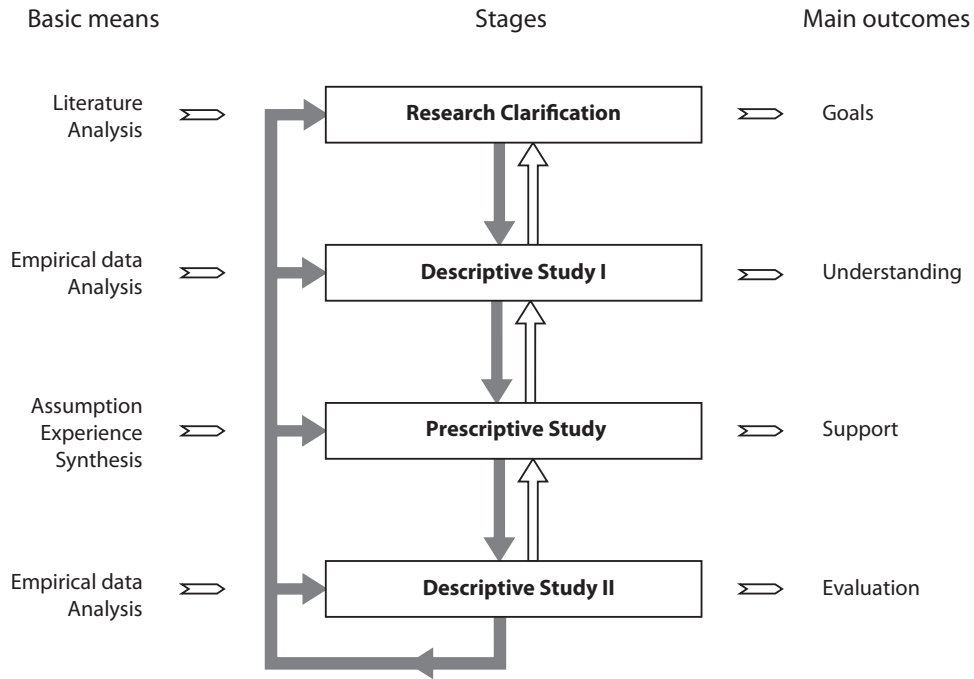 Basic means
Stages
Main outcomes
Literature
Analysis
Research Clarification
Goals
Empirical data
Analysis
Descriptive Study I
Understanding
Assumption
Experience
Synthesis
Prescriptive Study
Support
Empirical data
Analysis
Descriptive Study II
Evaluation